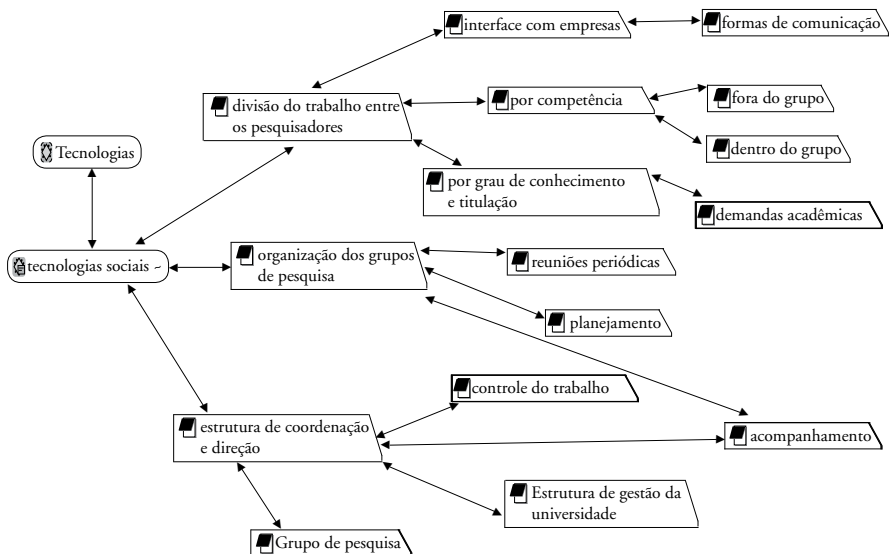 interface com empresas
formas de comunicação
divisão do trabalho entre
os pesquisadores
por competência
fora do grupo
dentro do grupo
Tecnologias
por grau de conhecimento
e titulação
demandas acadêmicas
tecnologias sociais ~
organização dos grupos
de pesquisa
reuniões periódicas
planejamento
controle do trabalho
estrutura de coordenação
e direção
acompanhamento
Estrutura de gestão da
universidade
Grupo de pesquisa